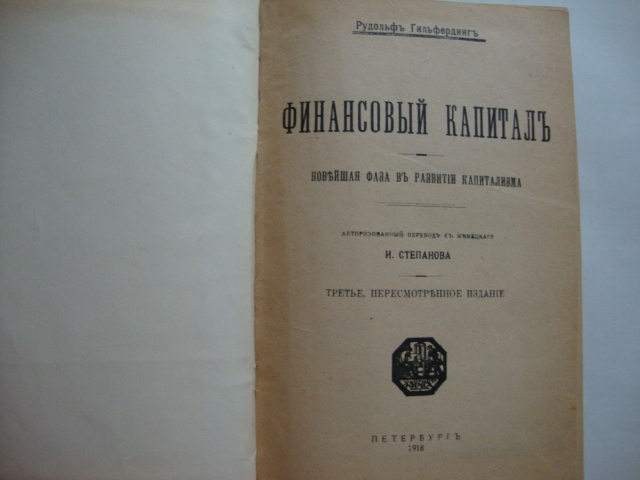 Рудольфъ Гильфердингъ
ФИНАНСОВЫЙ КАПИТАЛЪ
НОВѢЙШАЯ ФАЗА ВЪ РАЗВИТІИ КАПИТАЛИЗМА
АВТОРИЗОВАННЫЙ ПЕРЕВОДЪ СЪ НѢМЕЦКАГО
И. СТЕПАНОВА
ТРЕТЬЕ, ПЕРЕСМОТРѢННОЕ ИЗДАНІЕ
ПЕТЕРБУРГЪ
1918